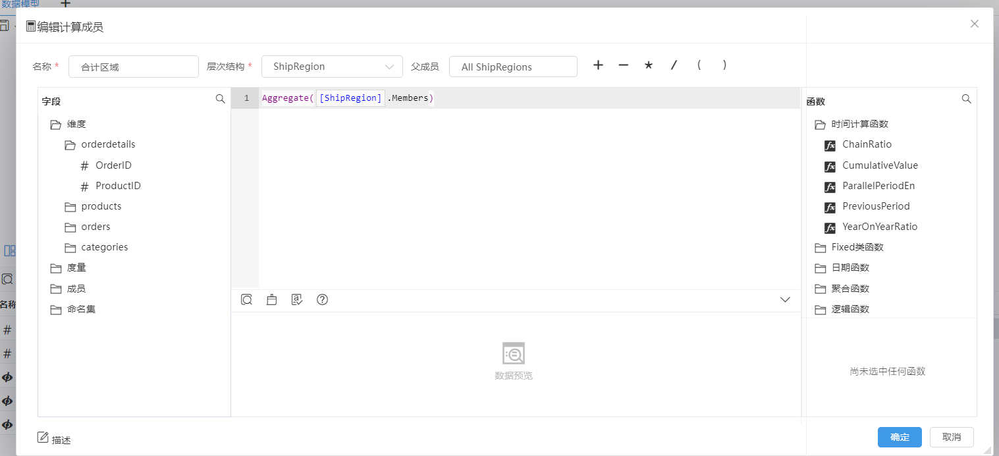 数据模型
编辑计算成员
名称 * 合计区域 层次结构 * ShipRegion 父成员 All ShipRegions + − * / ( )
字段
维度
orderdetails
# OrderID
# ProductID
products
orders
categories
度量
成员
命名集
1 Aggregate( [ShipRegion] .Members)
数据预览
函数
时间计算函数
fx ChainRatio
fx CumulativeValue
fx ParallelPeriodEn
fx PreviousPeriod
fx YearOnYearRatio
Fixed类函数
日期函数
聚合函数
逻辑函数
尚未选中任何函数
名称
#
#
描述
确定 取消